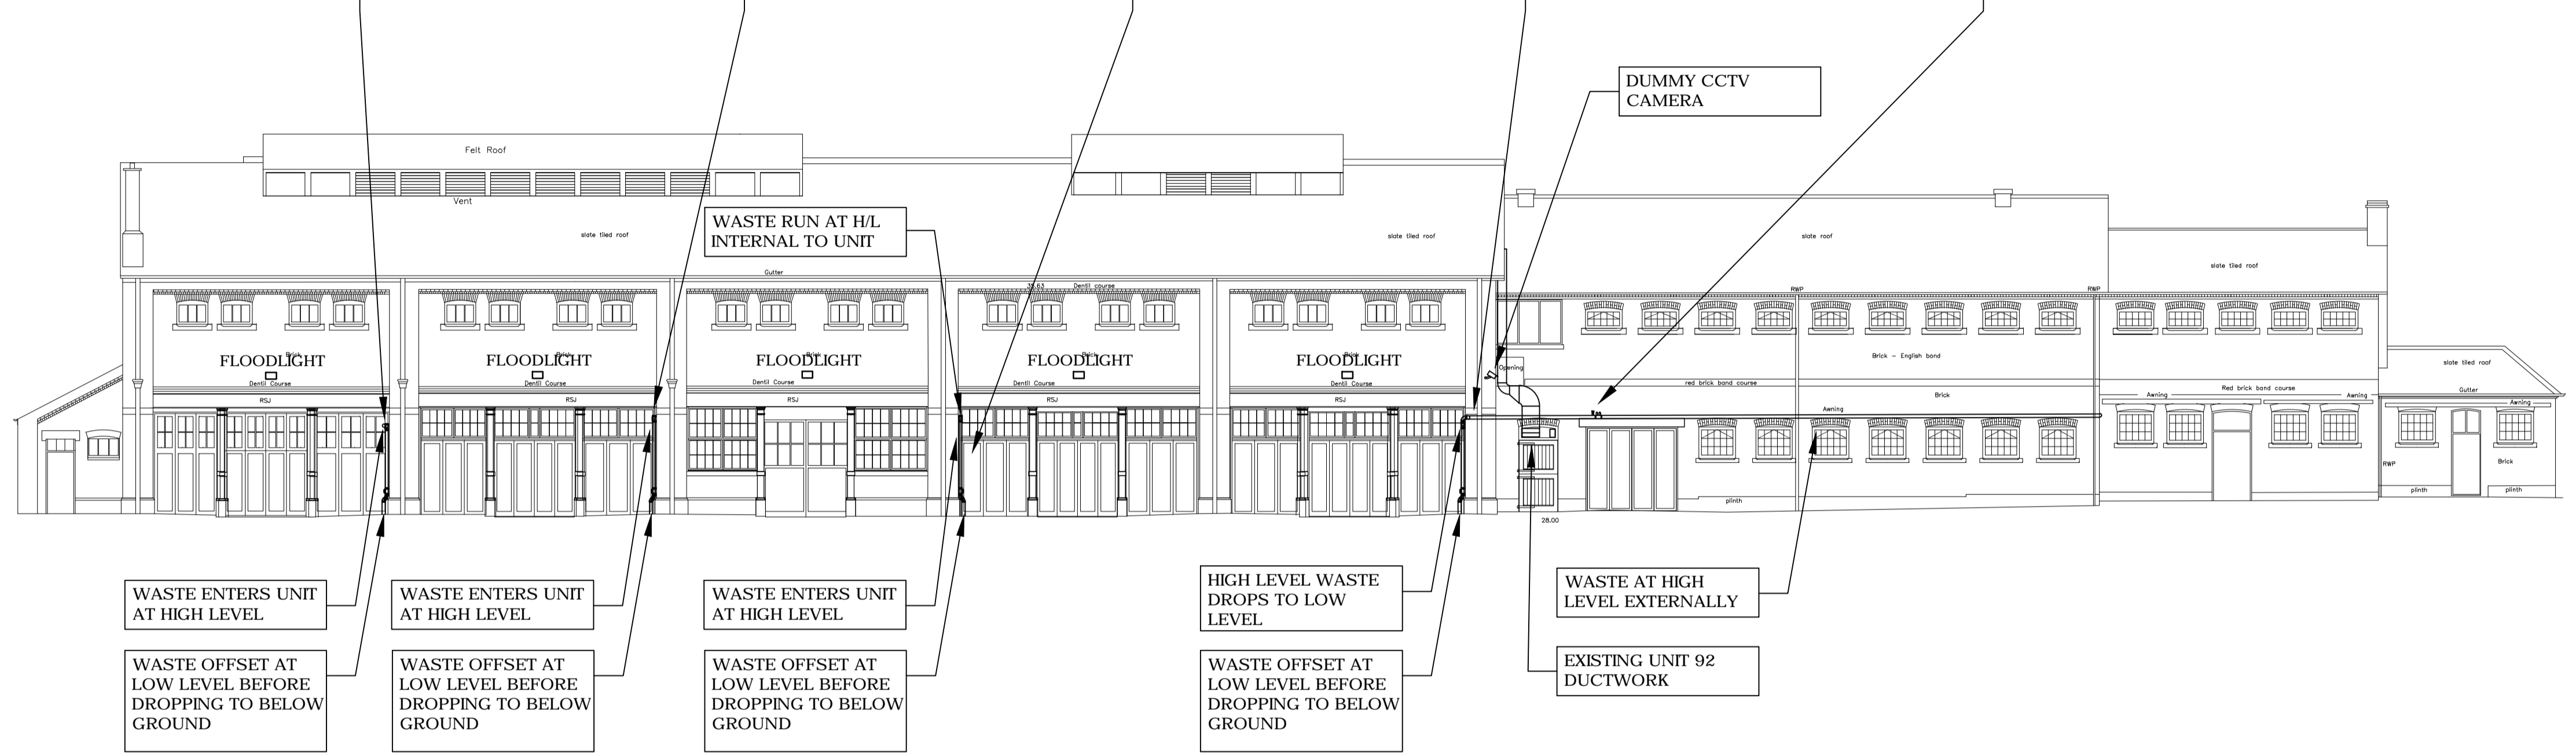 DUMMY CCTV
CAMERA
Felt Roof
Vent
WASTE RUN AT H/L
INTERNAL TO UNIT
slate tiled roof
slate tiled roof
slate roof
slate tiled roof
Gutter
Dentil course
RWP
RWP
Brick
FLOODLIGHT
Dentil Course
RSJ
Brick
FLOODLIGHT
Dentil Course
RSJ
Brick
FLOODLIGHT
Dentil Course
RSJ
Brick
FLOODLIGHT
Dentil Course
RSJ
Brick
FLOODLIGHT
Dentil Course
RSJ
Opening
Brick - English bond
red brick band course
Brick
Awning
Red brick band course
Awning
Awning
slate tiled roof
Gutter
Awning
RWP
Brick
plinth
plinth
plinth
28.00
WASTE ENTERS UNIT
AT HIGH LEVEL
WASTE ENTERS UNIT
AT HIGH LEVEL
WASTE ENTERS UNIT
AT HIGH LEVEL
HIGH LEVEL WASTE
DROPS TO LOW
LEVEL
WASTE AT HIGH
LEVEL EXTERNALLY
WASTE OFFSET AT
LOW LEVEL BEFORE
DROPPING TO BELOW
GROUND
WASTE OFFSET AT
LOW LEVEL BEFORE
DROPPING TO BELOW
GROUND
WASTE OFFSET AT
LOW LEVEL BEFORE
DROPPING TO BELOW
GROUND
WASTE OFFSET AT
LOW LEVEL BEFORE
DROPPING TO BELOW
GROUND
EXISTING UNIT 92
DUCTWORK